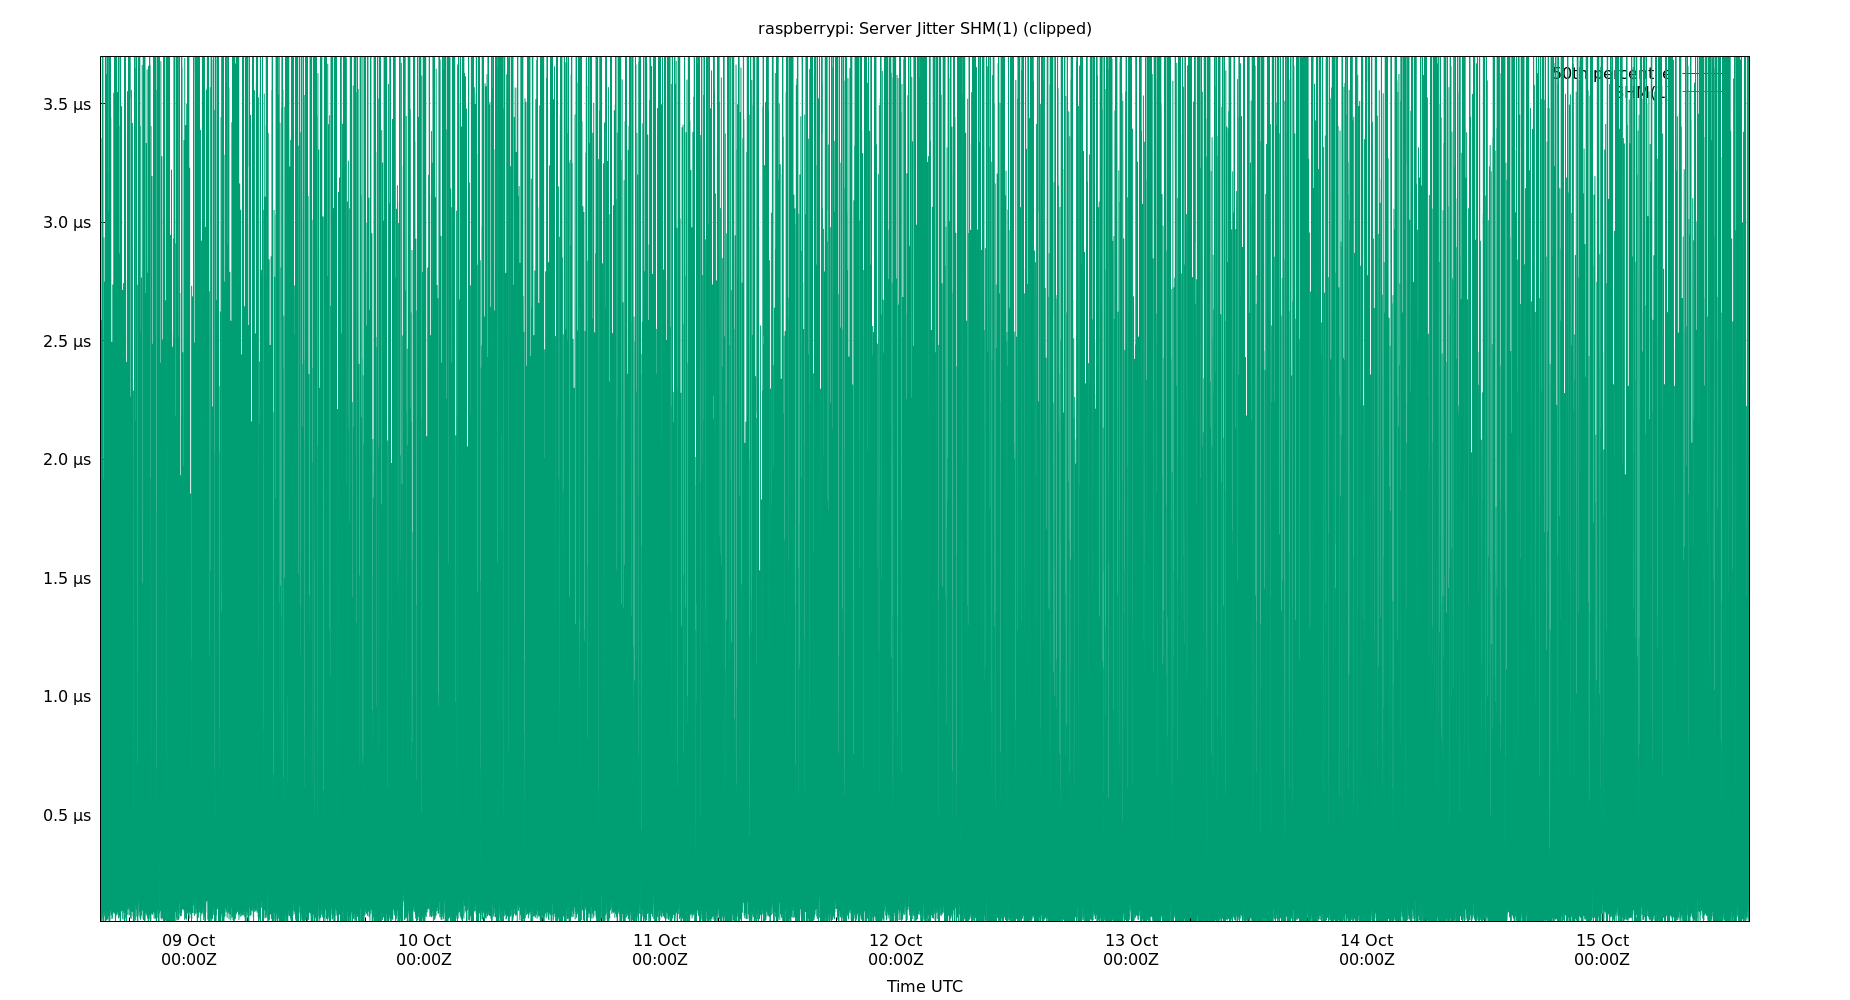 raspberrypi: Server Jitter SHM(1) (clipped)
50th percentile
3.5 µs
3.0 µs
2.5 µs
2.0 µs
1.5 µs
1.0 µs
0.5 µs
09 Oct 10 Oct 11 Oct 12 Oct 13 Oct 14 Oct 15 Oct
00:00Z 00:00Z 00:00Z 00:00Z 00:00Z 00:00Z 00:00Z
Time UTC